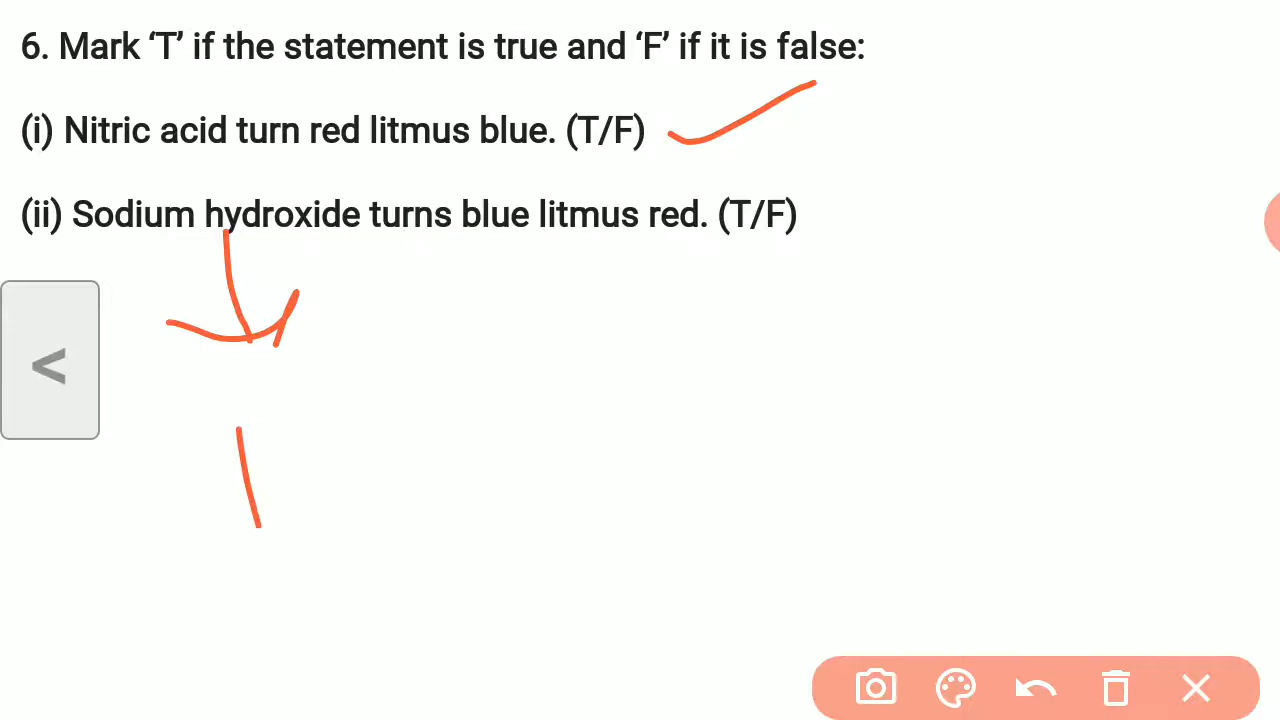 6. Mark ‘T’ if the statement is true and ‘F’ if it is false:
(i) Nitric acid turn red litmus blue. (T/F)
(ii) Sodium hydroxide turns blue litmus red. (T/F)
<